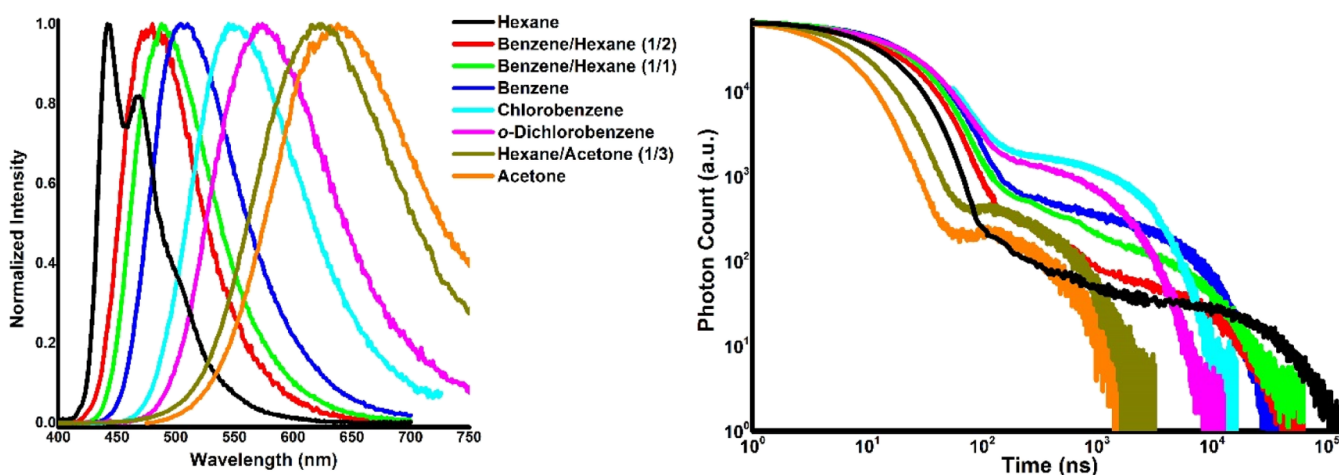 1.0
0.8
0.6
0.4
0.2
0.0
Normalized Intensity
400 450 500 550 600 650 700 750
Wavelength (nm)
Hexane
Benzene/Hexane (1/2)
Benzene/Hexane (1/1)
Benzene
Chlorobenzene
o-Dichlorobenzene
Hexane/Acetone (1/3)
Acetone
10⁴
10³
10²
10¹
10⁰
Photon Count (a.u.)
10⁰ 10¹ 10² 10³ 10⁴ 10⁵
Time (ns)